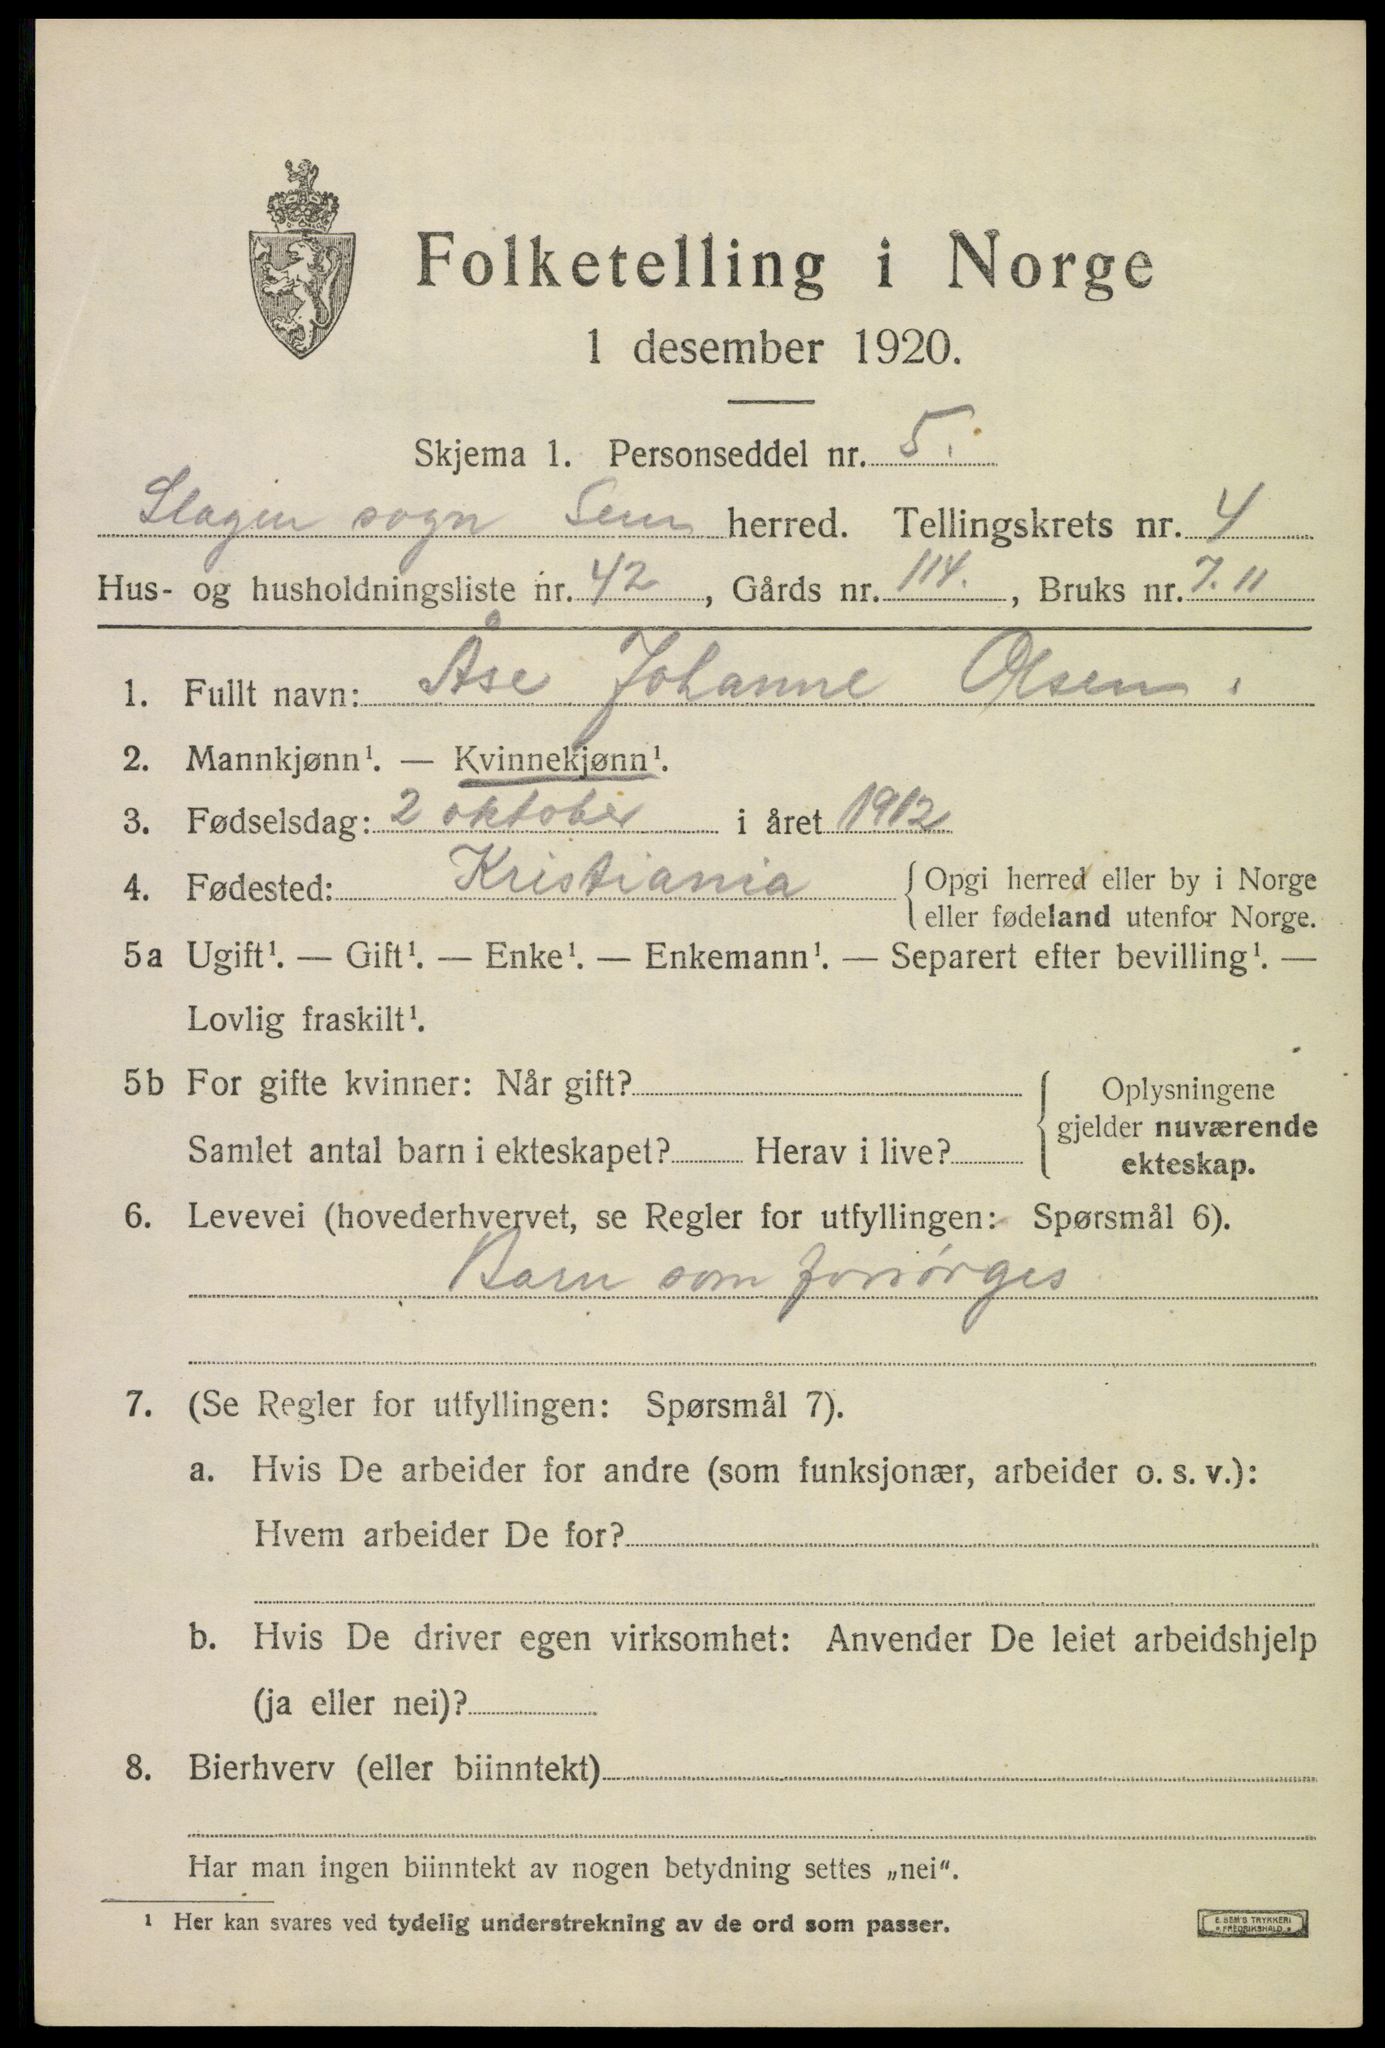 Folketelling i Norge
1 desember 1920.
Skjema 1. Personseddel nr. 5.
Slagen sogn Sem herred. Tellingskrets nr. 4
Hus- og husholdningsliste nr. 42, Gårds nr. 114., Bruks nr. 7.11
1. Fullt navn: Åse Johanne Olsen.
2. Mannkjønn¹. — Kvinnekjønn¹.
3. Fødselsdag: 2 oktober i året 1912
4. Fødested: Kristiania { Opgi herred eller by i Norge
eller fødeland utenfor Norge.
5a Ugift¹. — Gift¹. — Enke¹. — Enkemann¹. — Separert efter bevilling¹. —
Lovlig fraskilt¹.
5b For gifte kvinner: Når gift?
Samlet antal barn i ekteskapet? Herav i live?
{ Oplysningene
gjelder nuværende
ekteskap.
6. Levevei (hovederhvervet, se Regler for utfyllingen: Spørsmål 6).
Barn som forsørges
7. (Se Regler for utfyllingen: Spørsmål 7).
a. Hvis De arbeider for andre (som funksjonær, arbeider o. s. v.):
Hvem arbeider De for?
b. Hvis De driver egen virksomhet: Anvender De leiet arbeidshjelp
(ja eller nei)?
8. Bierhverv (eller biinntekt)
Har man ingen biinntekt av nogen betydning settes „nei“.
¹ Her kan svares ved tydelig understrekning av de ord som passer.
E. SEM'S TRYKKERI
FREDRIKSHALD